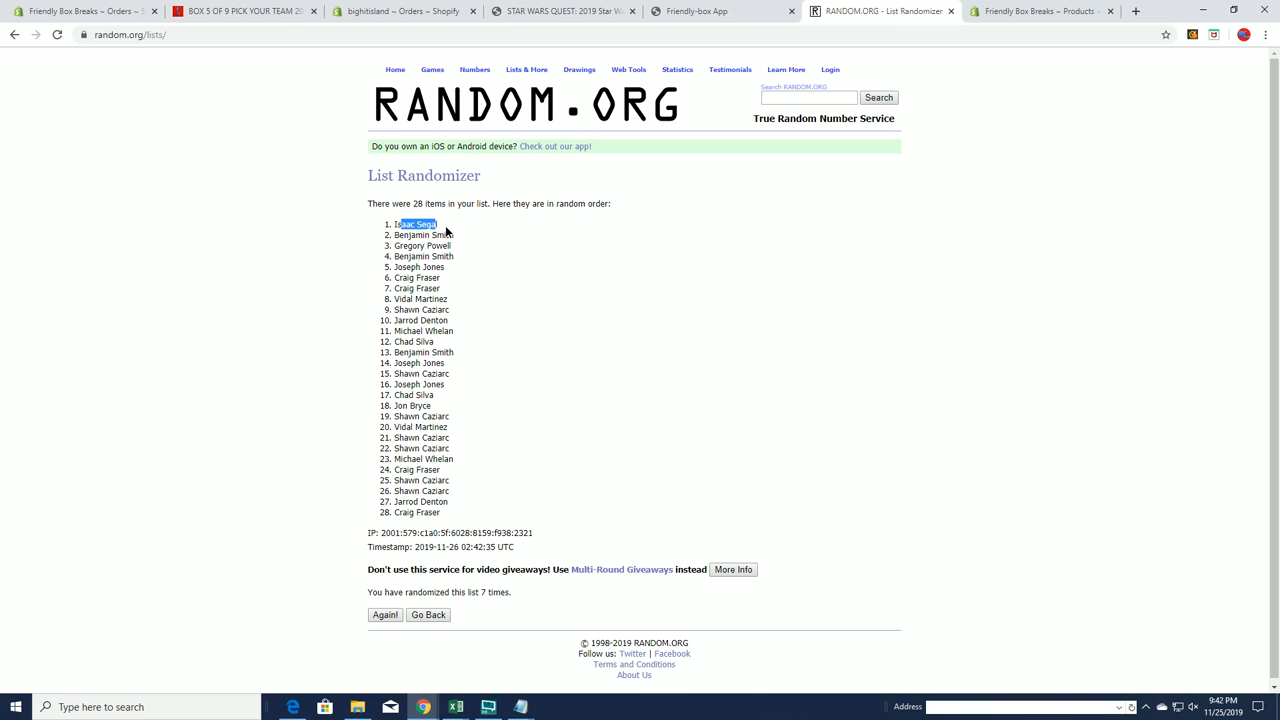 Friendly Breaks ~ Orders ~ S
BOX 5 OF 9 PICK YOUR TEAM 20
bighitisland ~ Orders ~ Shopify
STAR WARS QUEST: 2019 Star W
Friendly-box App
RANDOM.ORG - List Randomizer
Friendly Box Breaks ~ Products ~
random.org/lists/
Home Games Numbers Lists & More Drawings Web Tools Statistics Testimonials Learn More Login
RANDOM.ORG
Search RANDOM.ORG
Search
True Random Number Service
Do you own an iOS or Android device? Check out our app!
List Randomizer
There were 28 items in your list. Here they are in random order:
1. Isaac Segal
2. Benjamin Smith
3. Gregory Powell
4. Benjamin Smith
5. Joseph Jones
6. Craig Fraser
7. Craig Fraser
8. Vidal Martinez
9. Shawn Caziarc
10. Jarrod Denton
11. Michael Whelan
12. Chad Silva
13. Benjamin Smith
14. Joseph Jones
15. Shawn Caziarc
16. Joseph Jones
17. Chad Silva
18. Jon Bryce
19. Shawn Caziarc
20. Vidal Martinez
21. Shawn Caziarc
22. Shawn Caziarc
23. Michael Whelan
24. Craig Fraser
25. Shawn Caziarc
26. Shawn Caziarc
27. Jarrod Denton
28. Craig Fraser
IP: 2001:579:c1a0:5f:6028:8159:f938:2321
Timestamp: 2019-11-26 02:42:35 UTC
Don't use this service for video giveaways! Use Multi-Round Giveaways instead More Info
You have randomized this list 7 times.
Again! Go Back
© 1998-2019 RANDOM.ORG
Follow us: Twitter | Facebook
Terms and Conditions
About Us
Type here to search
Address
9:42 PM
11/25/2019